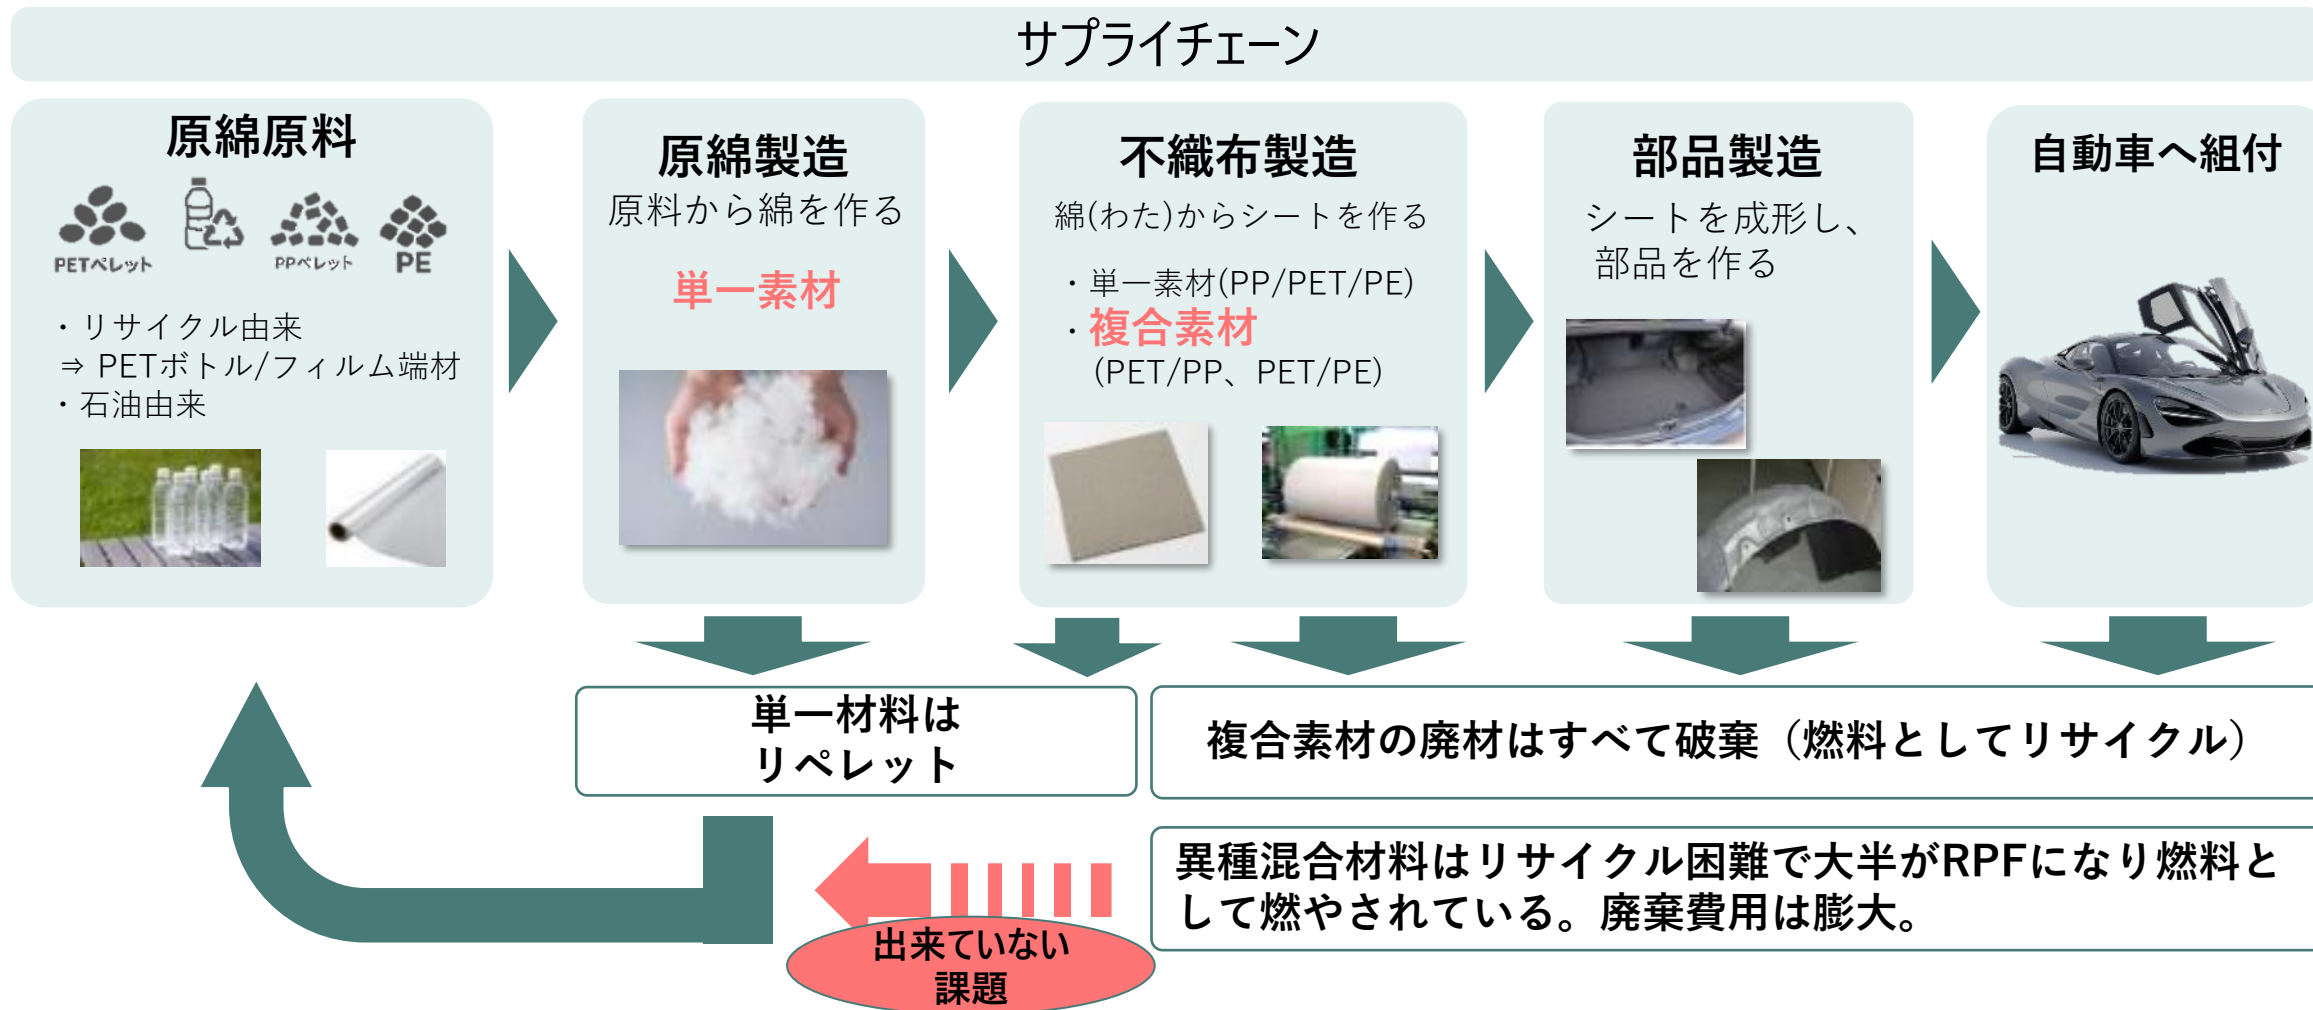 サプライチェーン
原綿原料
PETペレット
PPペレット
PE
・リサイクル由来
⇒ PETボトル/フィルム端材
・石油由来
原綿製造
原料から綿を作る
単一素材
不織布製造
綿(わた)からシートを作る
・単一素材(PP/PET/PE)
・複合素材
(PET/PP、PET/PE)
部品製造
シートを成形し、
部品を作る
自動車へ組付
単一材料は
リペレット
複合素材の廃材はすべて破棄（燃料としてリサイクル）
異種混合材料はリサイクル困難で大半がRPFになり燃料と
して燃やされている。廃棄費用は膨大。
出来ていない
課題